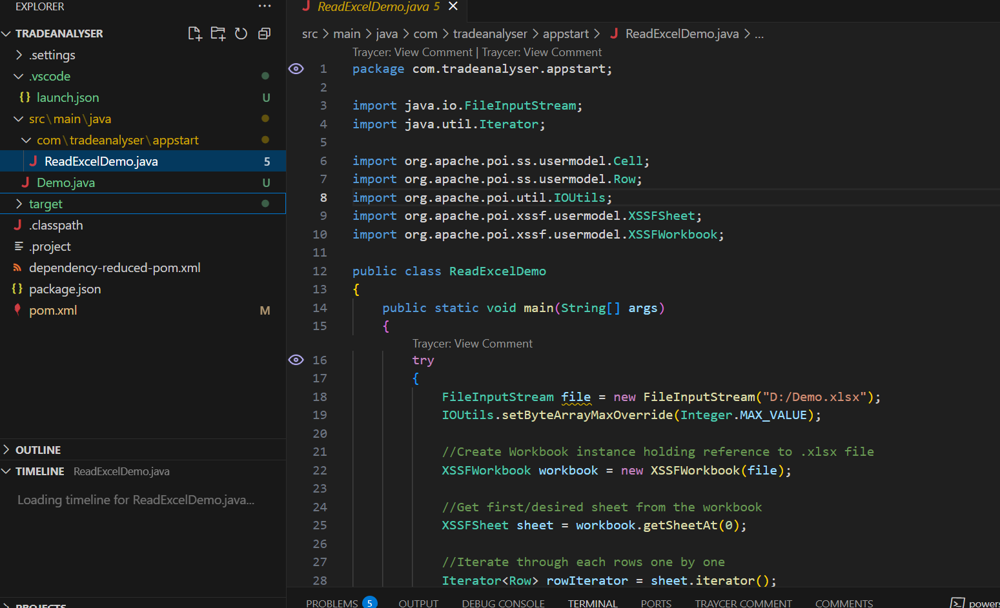 EXPLORER
TRADEANALYSER
.settings
.vscode
{} launch.json U
src\main\java
com\tradeanalyser\appstart
J ReadExcelDemo.java 5
J Demo.java U
target
J .classpath
.project
dependency-reduced-pom.xml
{} package.json
pom.xml M
OUTLINE
TIMELINE ReadExcelDemo.java
Loading timeline for ReadExcelDemo.java...
PROJECTS
J ReadExcelDemo.java 5
src > main > java > com > tradeanalyser > appstart > J ReadExcelDemo.java > ...
Traycer: View Comment | Traycer: View Comment
1 package com.tradeanalyser.appstart;
2
3 import java.io.FileInputStream;
4 import java.util.Iterator;
5
6 import org.apache.poi.ss.usermodel.Cell;
7 import org.apache.poi.ss.usermodel.Row;
8 import org.apache.poi.util.IOUtils;
9 import org.apache.poi.xssf.usermodel.XSSFSheet;
10 import org.apache.poi.xssf.usermodel.XSSFWorkbook;
11
12 public class ReadExcelDemo
13 {
14 public static void main(String[] args)
15 {
Traycer: View Comment
16 try
17 {
18 FileInputStream file = new FileInputStream("D:/Demo.xlsx");
19 IOUtils.setByteArrayMaxOverride(Integer.MAX_VALUE);
20
21 //Create Workbook instance holding reference to .xlsx file
22 XSSFWorkbook workbook = new XSSFWorkbook(file);
23
24 //Get first/desired sheet from the workbook
25 XSSFSheet sheet = workbook.getSheetAt(0);
26
27 //Iterate through each rows one by one
28 Iterator<Row> rowIterator = sheet.iterator();
PROBLEMS 5 OUTPUT DEBUG CONSOLE TERMINAL PORTS TRAYCER COMMENT COMMENTS powers